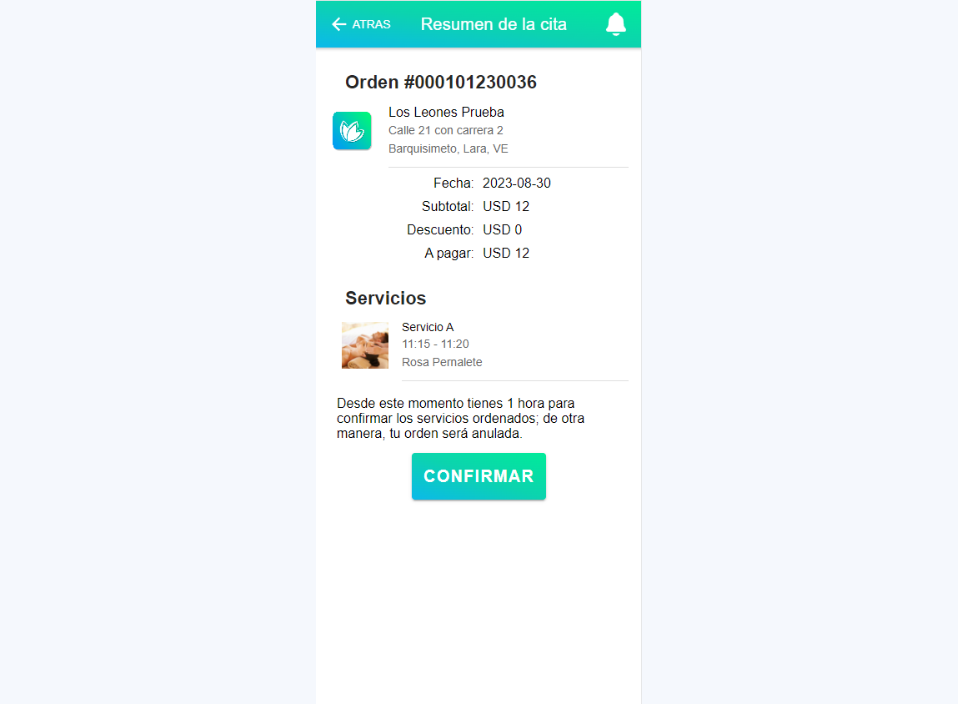 ATRAS Resumen de la cita
Orden #000101230036
Los Leones Prueba
Calle 21 con carrera 2
Barquisimeto, Lara, VE
Fecha: 2023-08-30
Subtotal: USD 12
Descuento: USD 0
A pagar: USD 12
Servicios
Servicio A
11:15 - 11:20
Rosa Pernalete
Desde este momento tienes 1 hora para
confirmar los servicios ordenados; de otra
manera, tu orden será anulada.
CONFIRMAR